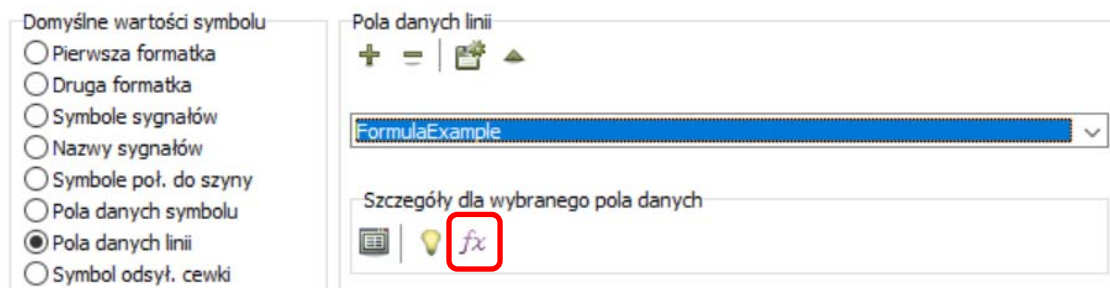 Domyślne wartości symbolu
Pierwsza formatka
Druga formatka
Symbole sygnałów
Nazwy sygnałów
Symbole poł. do szyny
Pola danych symbolu
Pola danych linii
Symbol odsył. cewki
Pola danych linii
FormulaExample
Szczegóły dla wybranego pola danych
fx